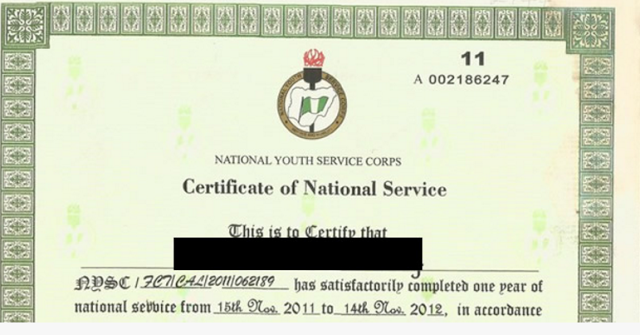 11
A 002186247
NATIONAL YOUTH SERVICE CORPS
Certificate of National Service
This is to Certify that
NYSC / FCT/CAL/2011/062189 has satisfactorily completed one year of
national service from 15th Nov. 2011 to 14th Nov. 2012, in accordance